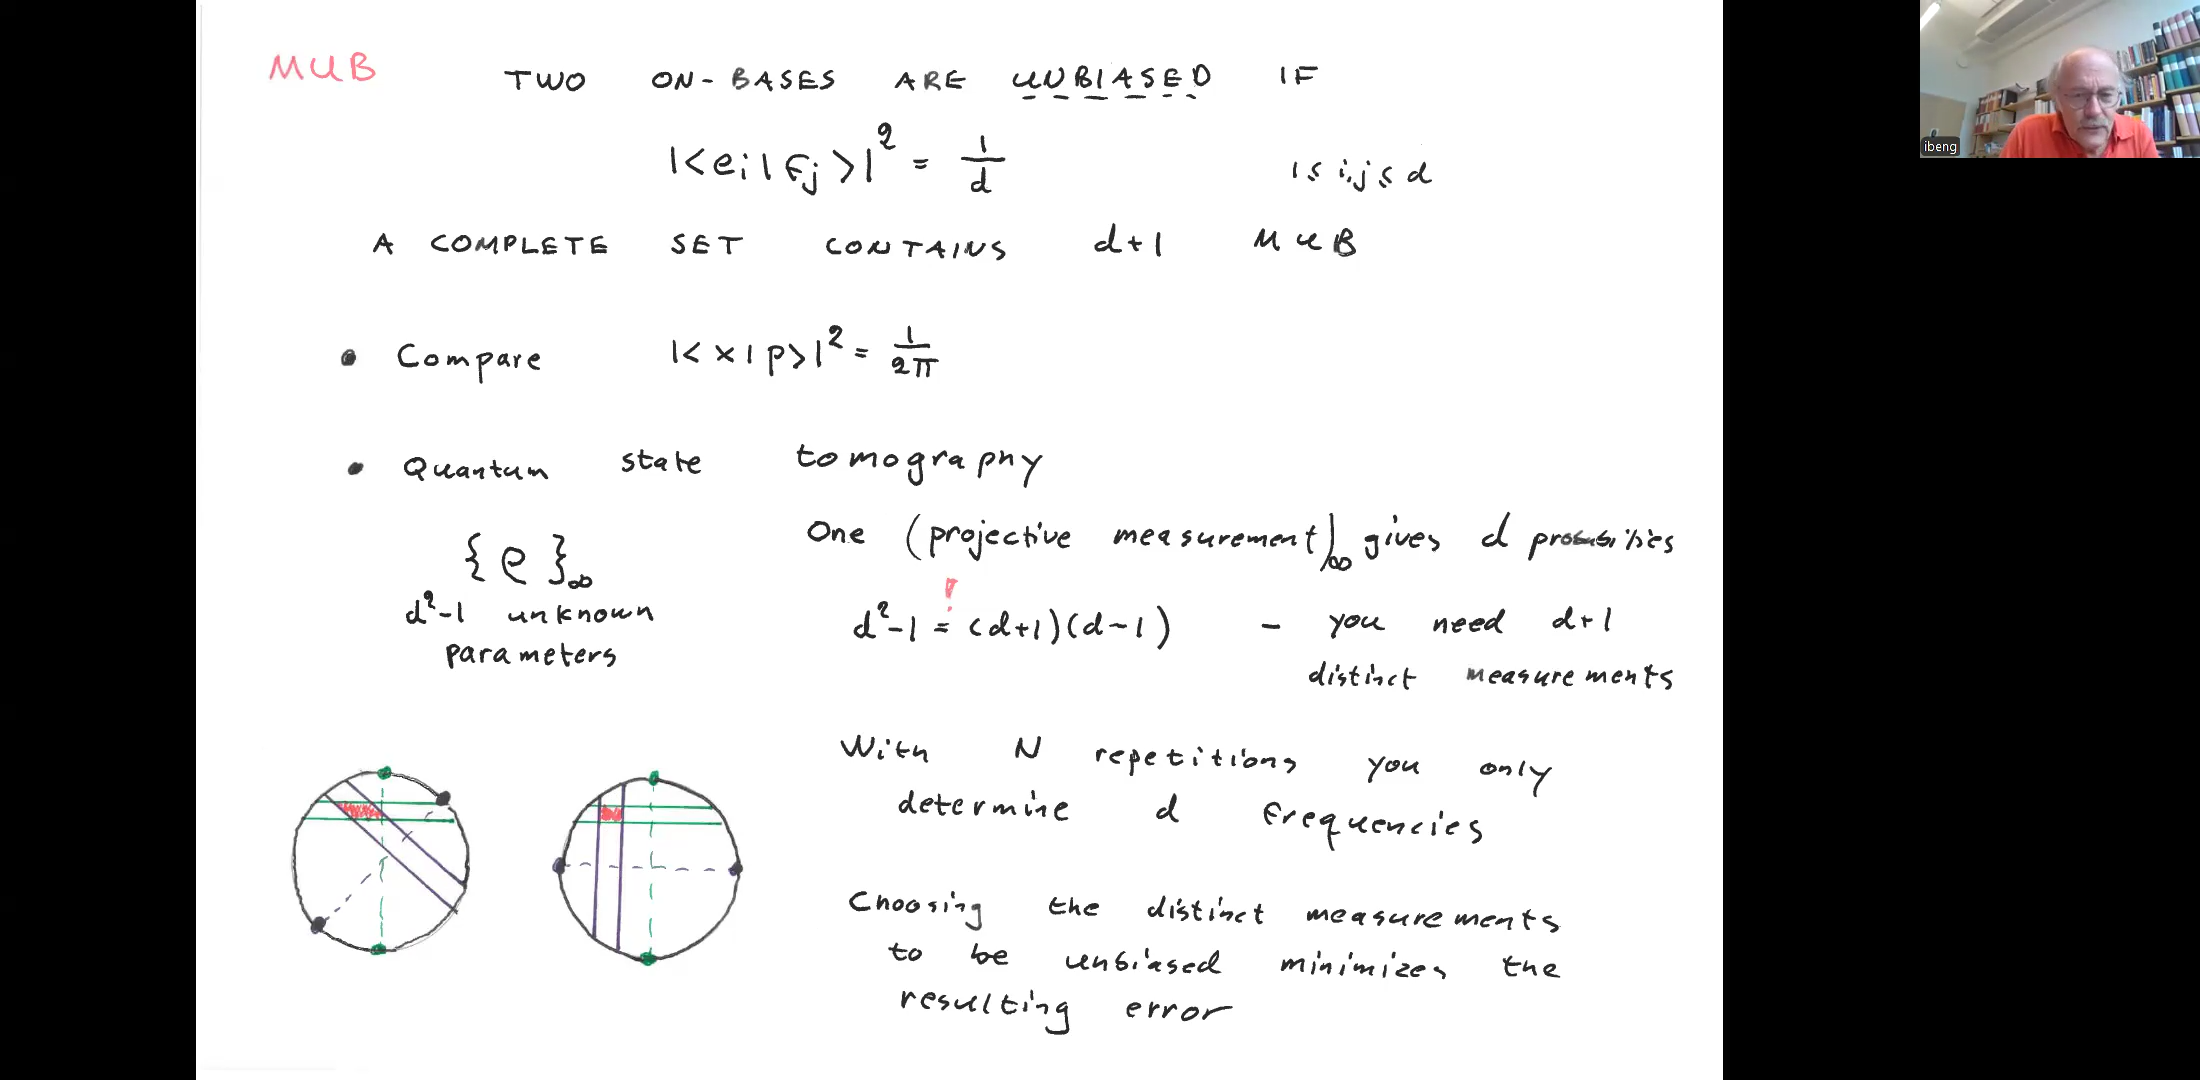 MUB TWO ON-BASES ARE UNBIASED IF
|<ei|fj>|² = 1/d 1≤i,j≤d
A COMPLETE SET CONTAINS d+1 MUB
• Compare |<x|p>|² = 1/2π
• Quantum state tomography
{ρ}∞
d²-1 unknown
parameters
One (projective measurement)∞ gives d probabilities
!
d²-1 = (d+1)(d-1) – you need d+1
distinct measurements
With N repetitions you only
determine d frequencies
Choosing the distinct measurements
to be unbiased minimizes the
resulting error
ibeng